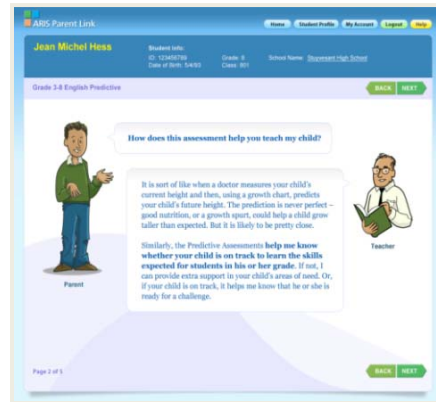 ARIS Parent Link
Home Student Profile My Account Logout Help
Jean Michel Hess
Student Info:
ID: 123456789 Grade: 8 School Name: Stuyvesant High School
Date of Birth: 5/4/93 Class: 801
Grade 3-8 English Predictive
BACK NEXT
How does this assessment help you teach my child?
It is sort of like when a doctor measures your child's
current height and then, using a growth chart, predicts
your child's future height. The prediction is never perfect –
good nutrition, or a growth spurt, could help a child grow
taller than expected. But it is likely to be pretty close.
Similarly, the Predictive Assessments help me know
whether your child is on track to learn the skills
expected for students in his or her grade. If not, I
can provide extra support in your child's areas of need. Or,
if your child is on track, it helps me know that he or she is
ready for a challenge.
Parent
Teacher
Page 2 of 5
BACK NEXT